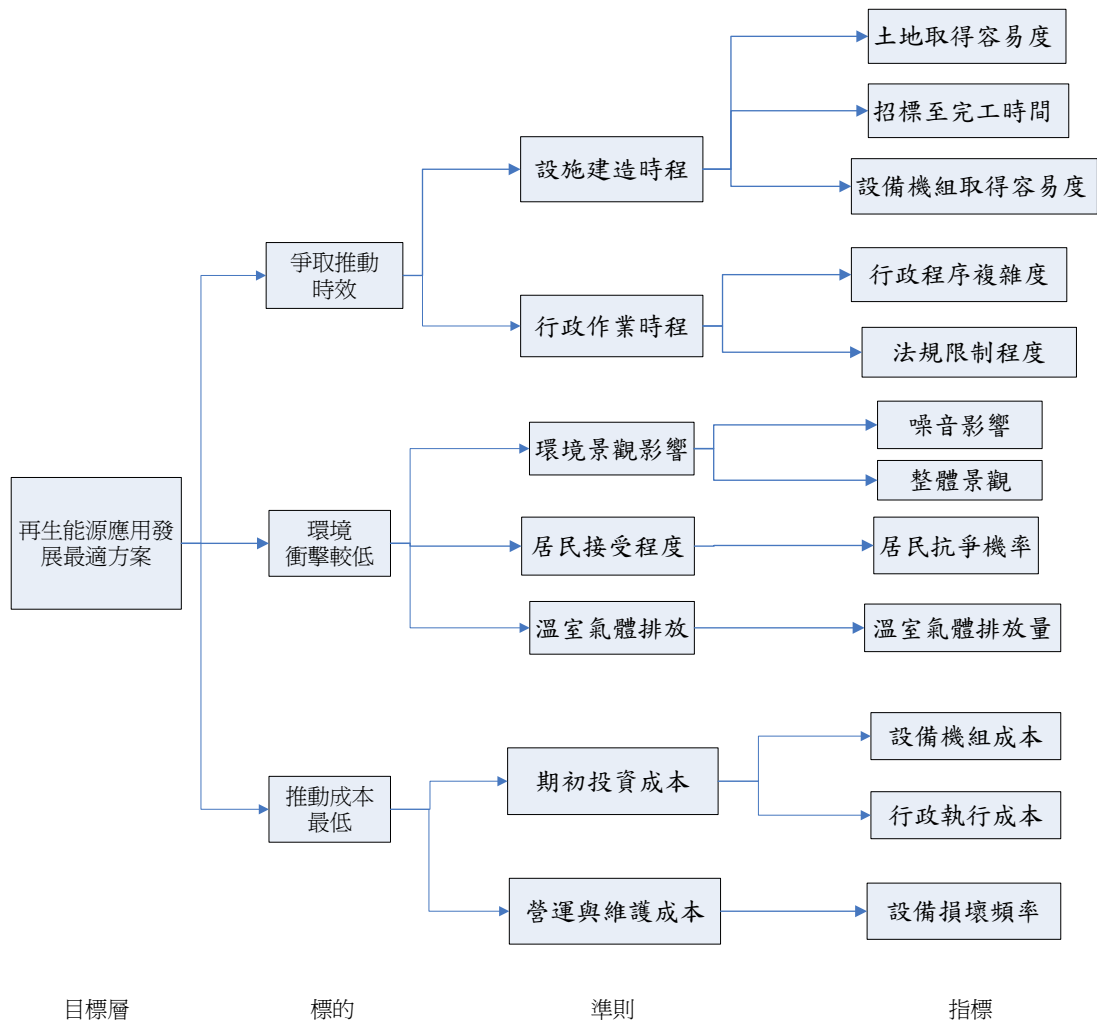 土地取得容易度
招標至完工時間
設施建造時程
設備機組取得容易度
爭取推動
時效
行政程序複雜度
行政作業時程
法規限制程度
噪音影響
環境景觀影響
整體景觀
再生能源應用發
展最適方案
環境
衝擊較低
居民接受程度
居民抗爭機率
溫室氣體排放
溫室氣體排放量
設備機組成本
期初投資成本
推動成本
最低
行政執行成本
營運與維護成本
設備損壞頻率
目標層
標的
準則
指標